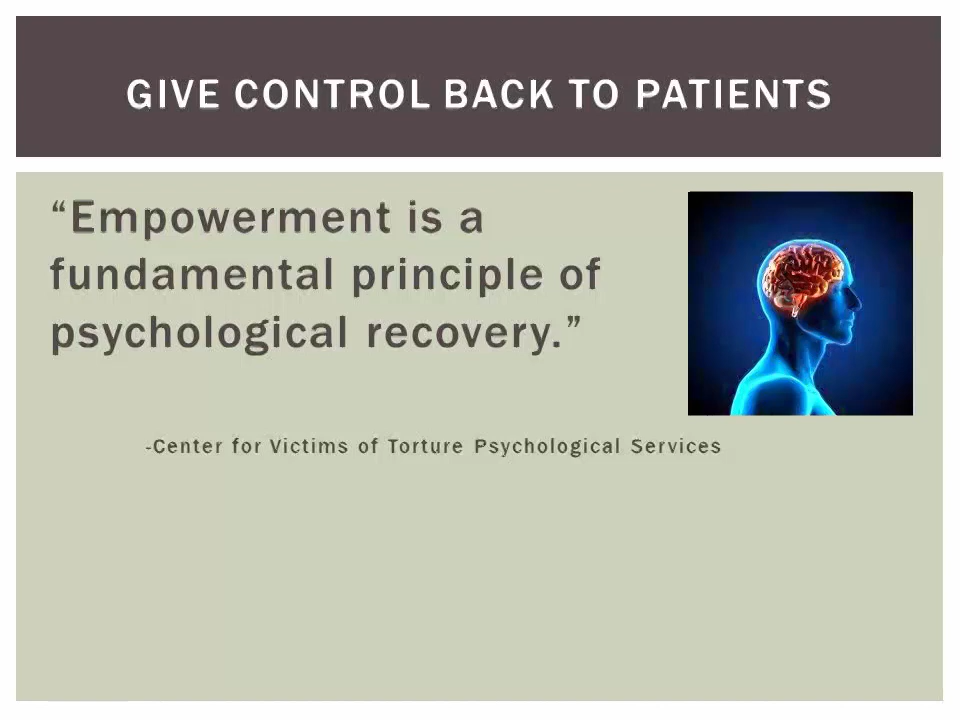 GIVE CONTROL BACK TO PATIENTS
“Empowerment is a
fundamental principle of
psychological recovery.”
-Center for Victims of Torture Psychological Services